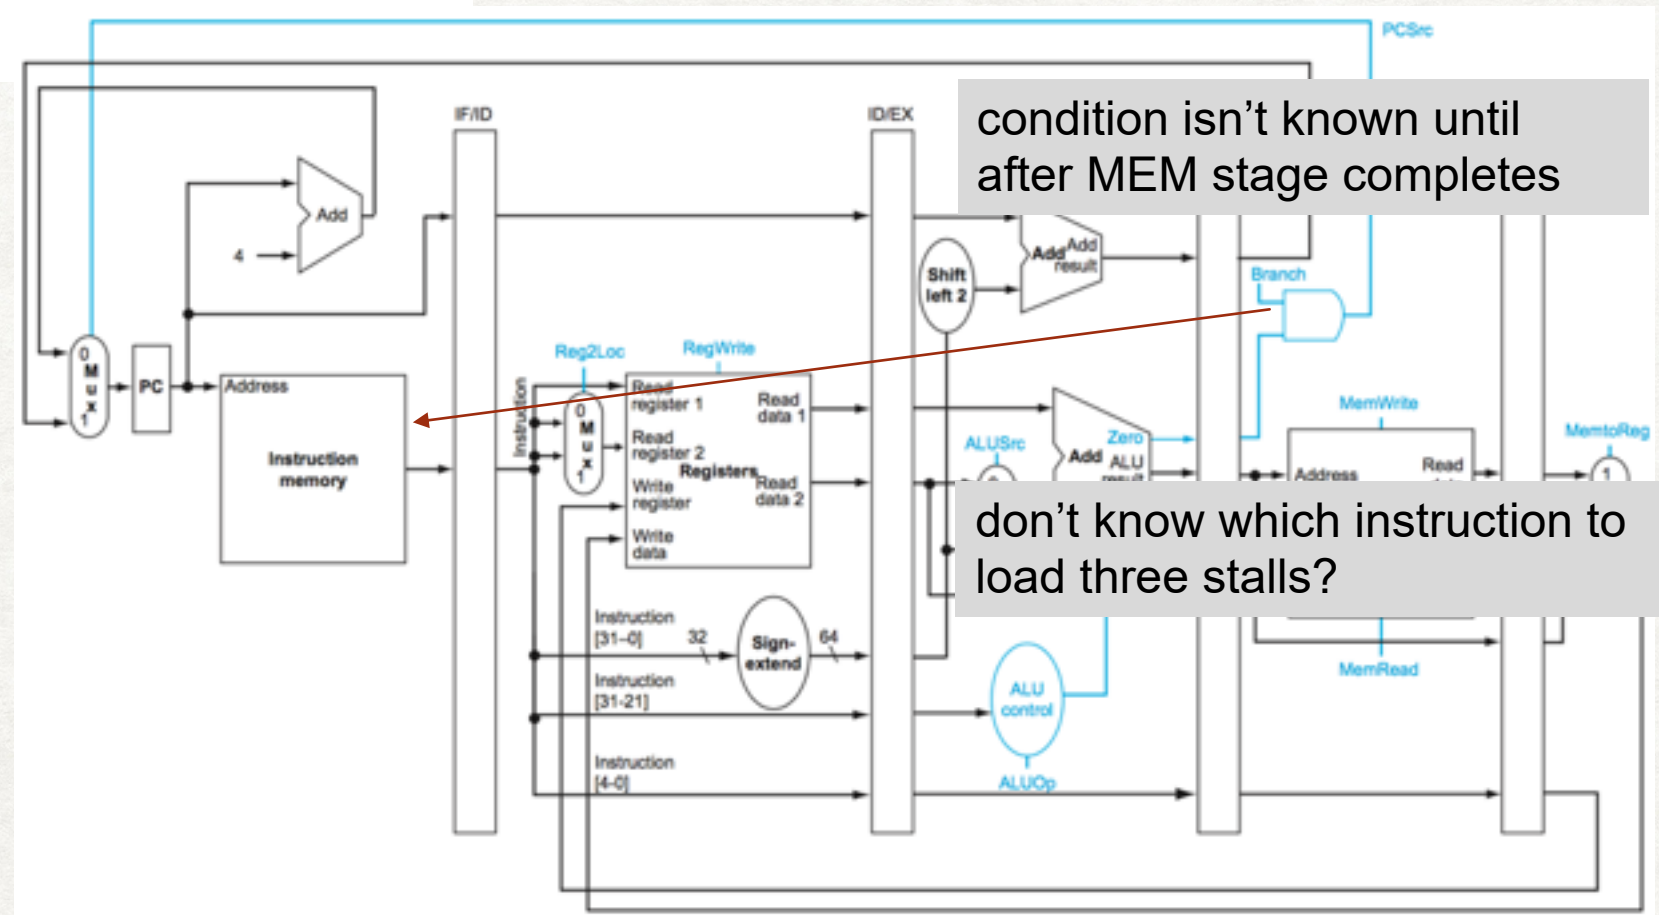 PCSrc
IF/ID
ID/EX
condition isn’t known until
after MEM stage completes
Add
4
Add
Add
result
Shift
left 2
Branch
0
M
u
x
1
PC
Address
Instruction
memory
Reg2Loc
RegWrite
Instruction
0
M
u
x
1
Read
register 1
Read
register 2
Write
register
Write
data
Registers
Read
data 1
Read
data 2
ALUSrc
Add
Zero
ALU
result
MemWrite
Address
Read
MemtoReg
1
don’t know which instruction to
load three stalls?
Instruction
[31–0]
32
Sign-
extend
64
Instruction
[31-21]
ALU
control
MemRead
Instruction
[4-0]
ALUOp